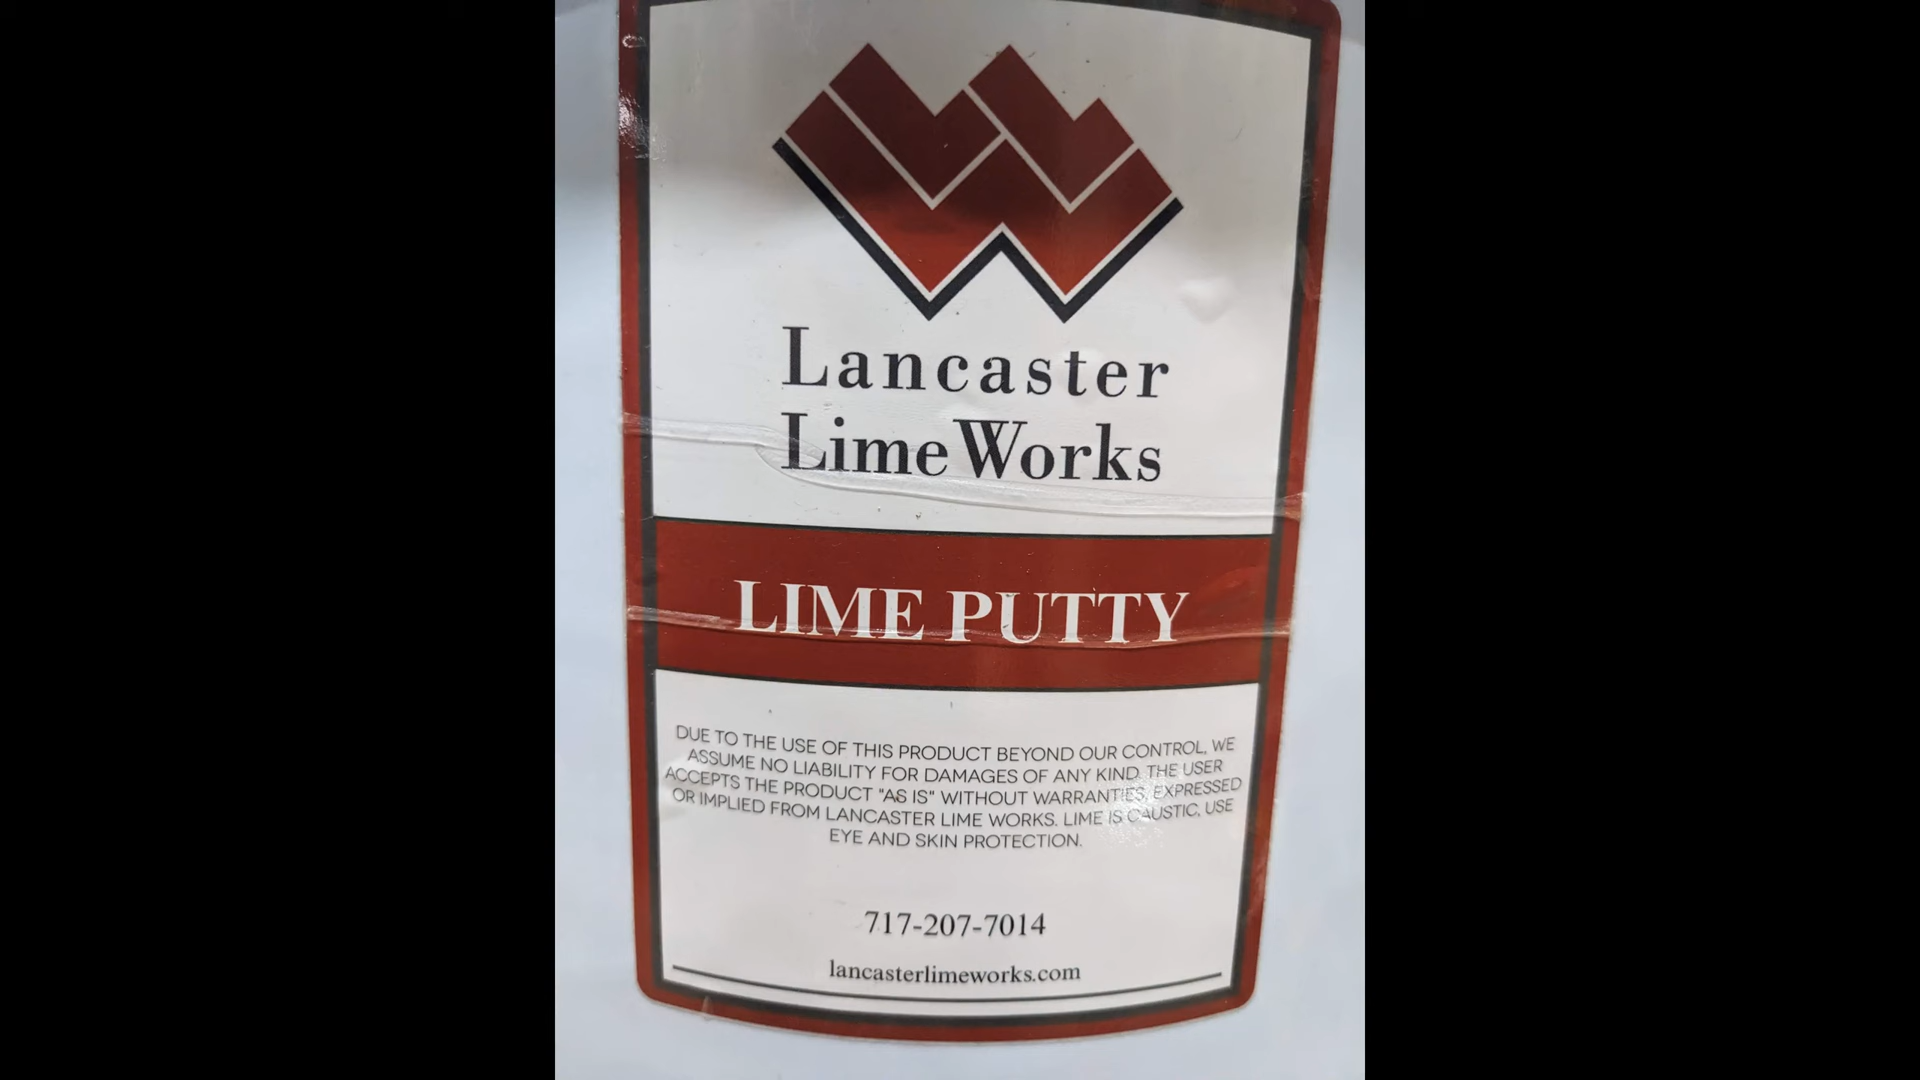 Lancaster
Lime Works
LIME PUTTY
DUE TO THE USE OF THIS PRODUCT BEYOND OUR CONTROL, WE
ASSUME NO LIABILITY FOR DAMAGES OF ANY KIND. THE USER
ACCEPTS THE PRODUCT "AS IS" WITHOUT WARRANTIES, EXPRESSED
OR IMPLIED FROM LANCASTER LIME WORKS. LIME IS CAUSTIC, USE
EYE AND SKIN PROTECTION.
717-207-7014
lancasterlimeworks.com